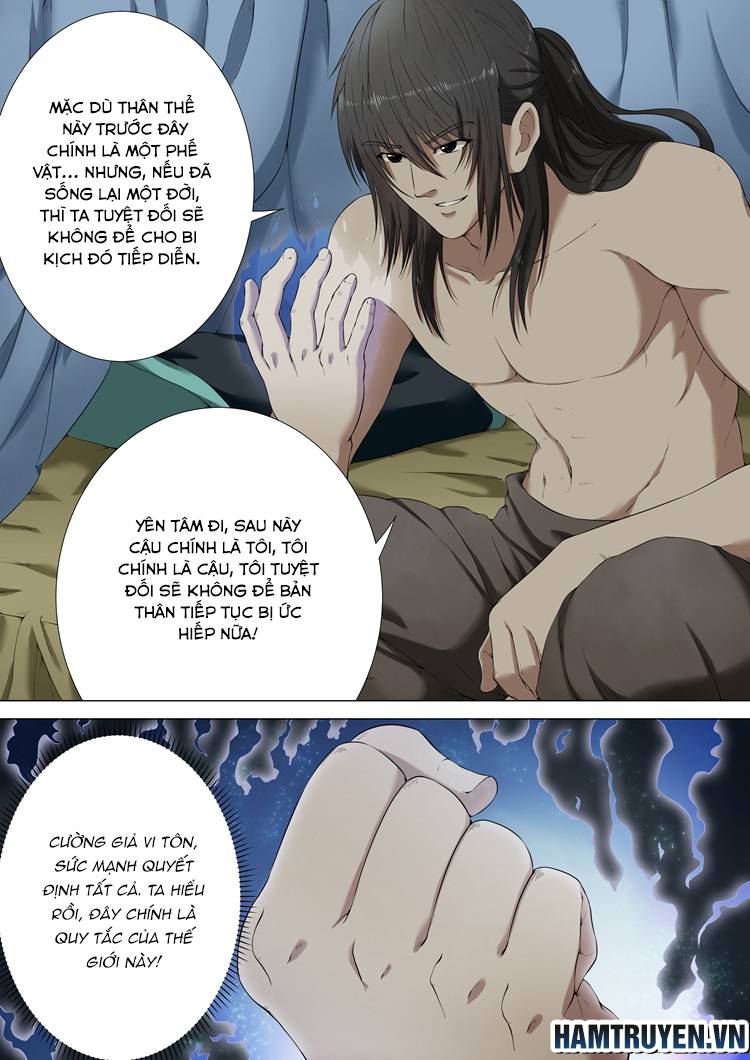 MẶC DÙ THÂN THỂ
NÀY TRƯỚC ĐÂY
CHÍNH LÀ MỘT PHẾ
VẬT... NHƯNG, NẾU ĐÃ
SỐNG LẠI MỘT ĐỜI,
THÌ TA TUYỆT ĐỐI SẼ
KHÔNG ĐỂ CHO BI
KỊCH ĐÓ TIẾP DIỄN.
YÊN TÂM ĐI, SAU NÀY
CẬU CHÍNH LÀ TÔI, TÔI
CHÍNH LÀ CẬU, TÔI TUYỆT
ĐỐI SẼ KHÔNG ĐỂ BẢN
THÂN TIẾP TỤC BỊ ỨC
HIẾP NỮA!
CƯỜNG GIẢ VI TÔN,
SỨC MẠNH QUYẾT
ĐỊNH TẤT CẢ. TA HIỂU
RỒI, ĐÂY CHÍNH LÀ
QUY TẮC CỦA THẾ
GIỚI NÀY!
HAMTRUYEN.VN